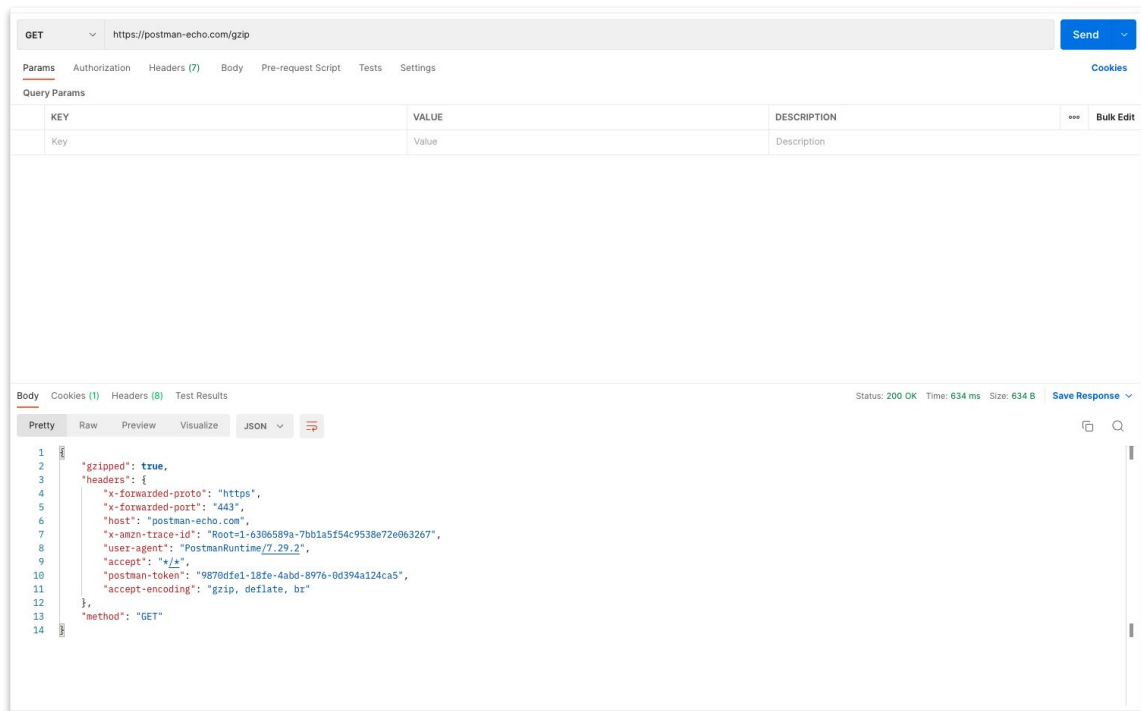 GET https://postman-echo.com/gzip Send
Params Authorization Headers (7) Body Pre-request Script Tests Settings Cookies
Query Params
KEY VALUE DESCRIPTION ooo Bulk Edit
Key Value Description
Body Cookies (1) Headers (8) Test Results Status: 200 OK Time: 634 ms Size: 634 B Save Response
Pretty Raw Preview Visualize JSON
1 {
2 "gzipped": true,
3 "headers": {
4 "x-forwarded-proto": "https",
5 "x-forwarded-port": "443",
6 "host": "postman-echo.com",
7 "x-amzn-trace-id": "Root=1-6306589a-7bb1a5f54c9538e72e063267",
8 "user-agent": "PostmanRuntime/7.29.2",
9 "accept": "*/*",
10 "postman-token": "9870dfe1-18fe-4abd-8976-0d394a124ca5",
11 "accept-encoding": "gzip, deflate, br"
12 },
13 "method": "GET"
14 }